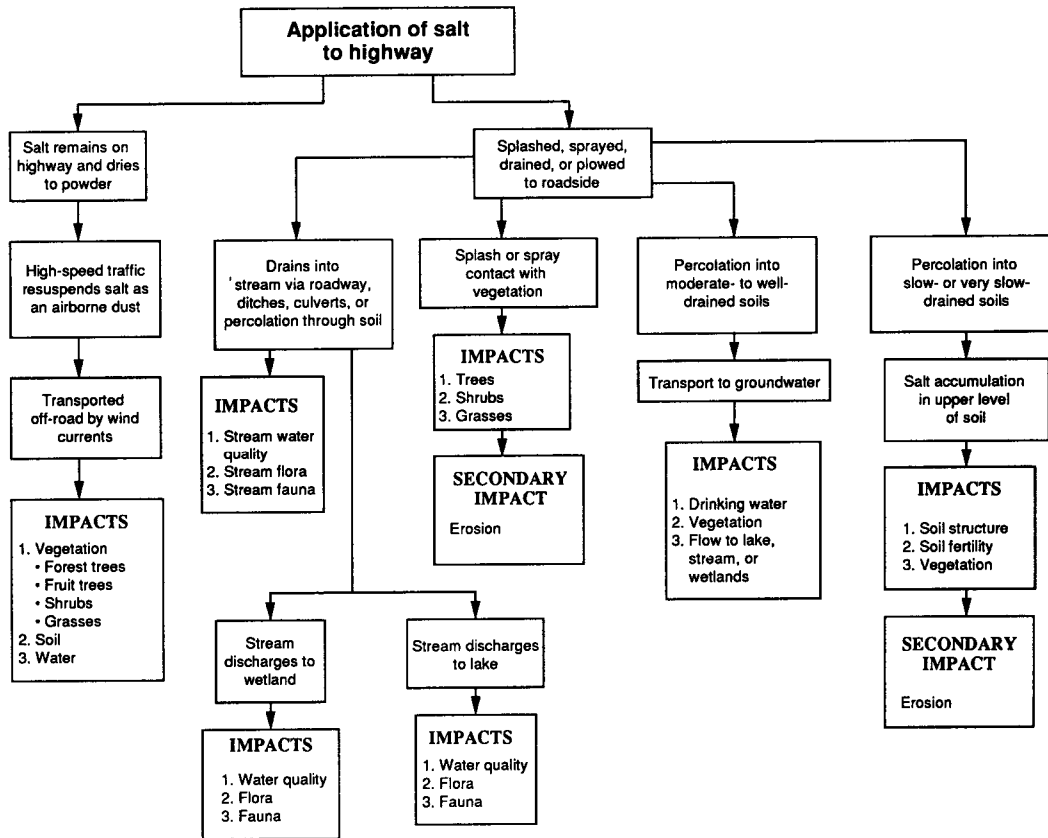 Application of salt
to highway
Salt remains on
highway and dries
to powder
Splashed, sprayed,
drained, or plowed
to roadside
High-speed traffic
resuspends salt as
an airborne dust
Drains into
'stream via roadway,
ditches, culverts, or
percolation through soil
Splash or spray
contact with
vegetation
Percolation into
moderate- to well-
drained soils
Percolation into
slow- or very slow-
drained soils
Transported
off-road by wind
currents
IMPACTS
1. Stream water
quality
2. Stream flora
3. Stream fauna
IMPACTS
1. Trees
2. Shrubs
3. Grasses
Transport to groundwater
Salt accumulation
in upper level
of soil
IMPACTS
1. Vegetation
• Forest trees
• Fruit trees
• Shrubs
• Grasses
2. Soil
3. Water
SECONDARY
IMPACT
Erosion
IMPACTS
1. Drinking water
2. Vegetation
3. Flow to lake,
stream, or
wetlands
IMPACTS
1. Soil structure
2. Soil fertility
3. Vegetation
Stream
discharges to
wetland
Stream discharges
to lake
SECONDARY
IMPACT
Erosion
IMPACTS
1. Water quality
2. Flora
3. Fauna
IMPACTS
1. Water quality
2. Flora
3. Fauna